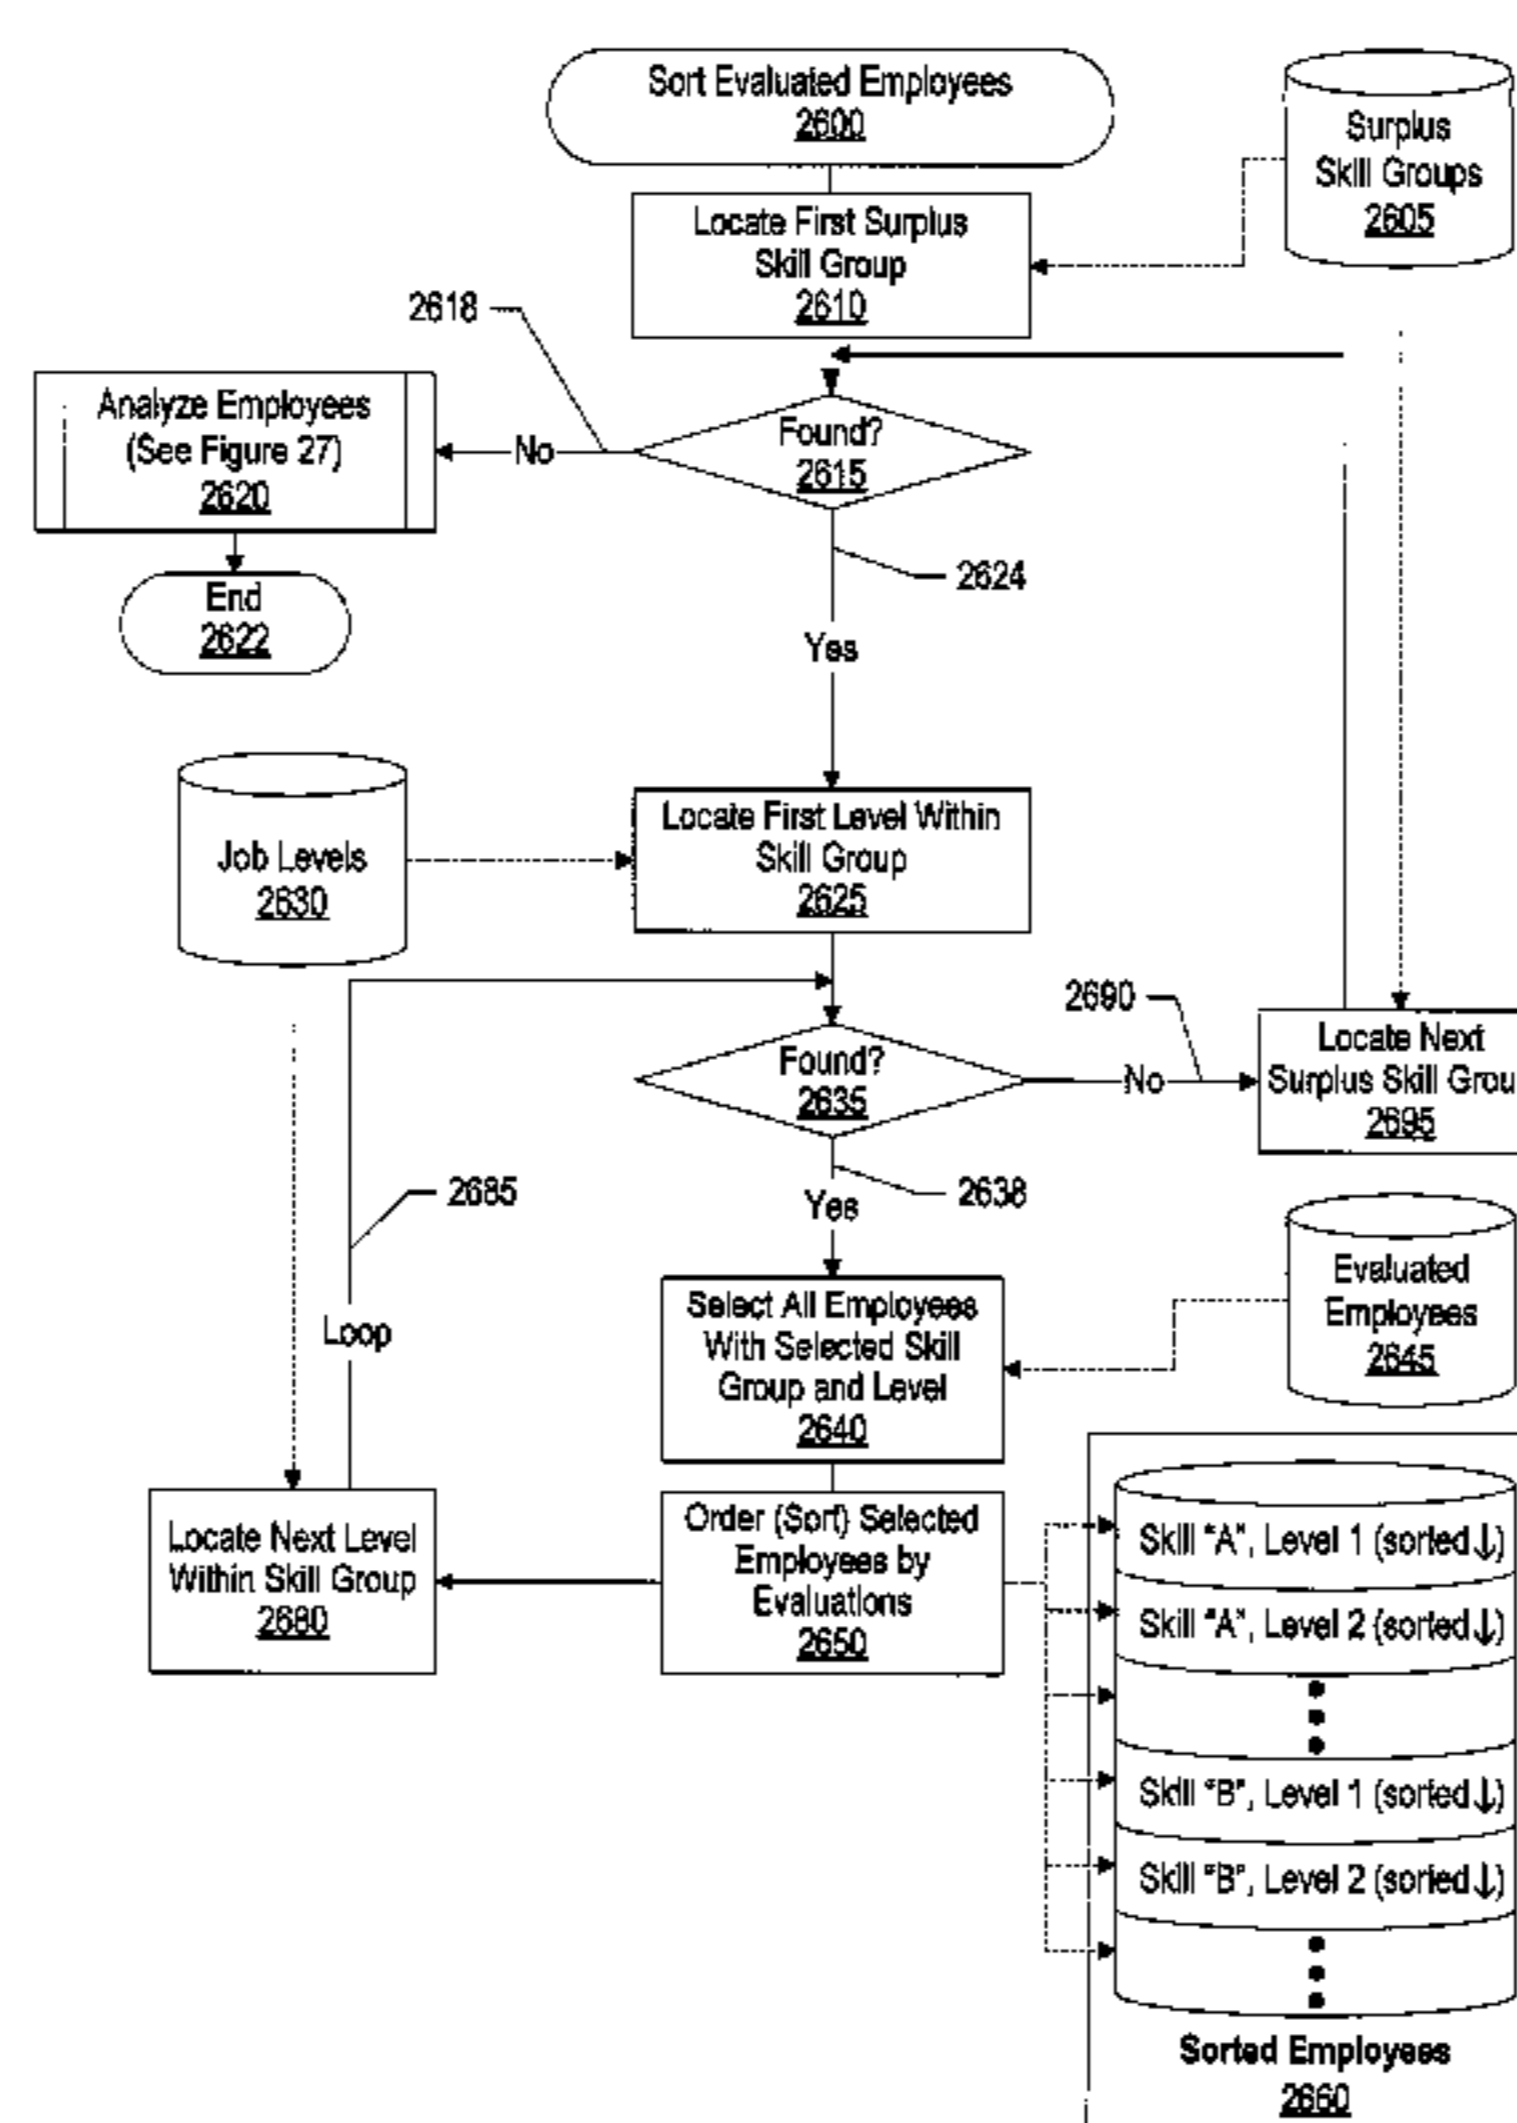 Sort Evaluated Employees
2600
Surplus
Skill Groups
2605
Locate First Surplus
Skill Group
2610
2618
Analyze Employees
(See Figure 27)
2620
No
Found?
2615
End
2622
2624
Yes
Job Levels
2630
Locate First Level Within
Skill Group
2625
2690
Found?
2635
No
Locate Next
Surplus Skill Grou
2695
2685
Yes
2638
Loop
Select All Employees
With Selected Skill
Group and Level
2640
Evaluated
Employees
2645
Locate Next Level
Within Skill Group
2680
Order (Sort) Selected
Employees by
Evaluations
2650
Skill "A", Level 1 (sorted↓)
Skill "A", Level 2 (sorted↓)
Skill "B", Level 1 (sorted↓)
Skill "B", Level 2 (sorted↓)
Sorted Employees
2660